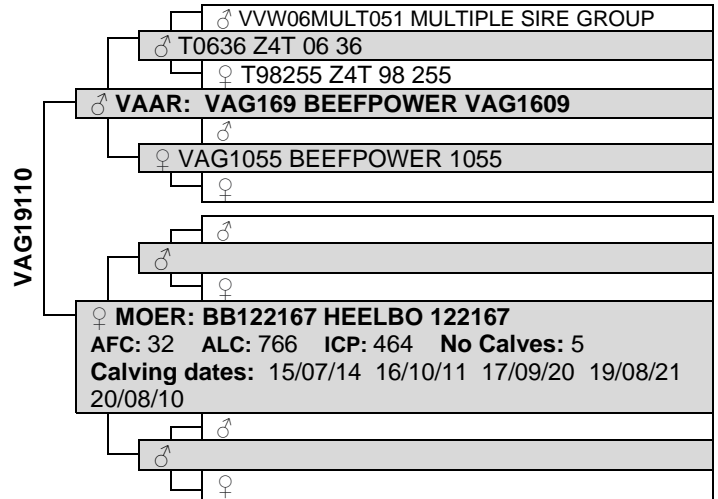 ♂ VVW06MULT051 MULTIPLE SIRE GROUP
♂ T0636 Z4T 06 36
♀ T98255 Z4T 98 255
♂ VAAR: VAG169 BEEFPOWER VAG1609
♂
♀ VAG1055 BEEFPOWER 1055
♀
VAG19110
♂
♂
♀
♀ MOER: BB122167 HEELBO 122167
AFC: 32 ALC: 766 ICP: 464 No Calves: 5
Calving dates: 15/07/14 16/10/11 17/09/20 19/08/21
20/08/10
♂
♂
♀